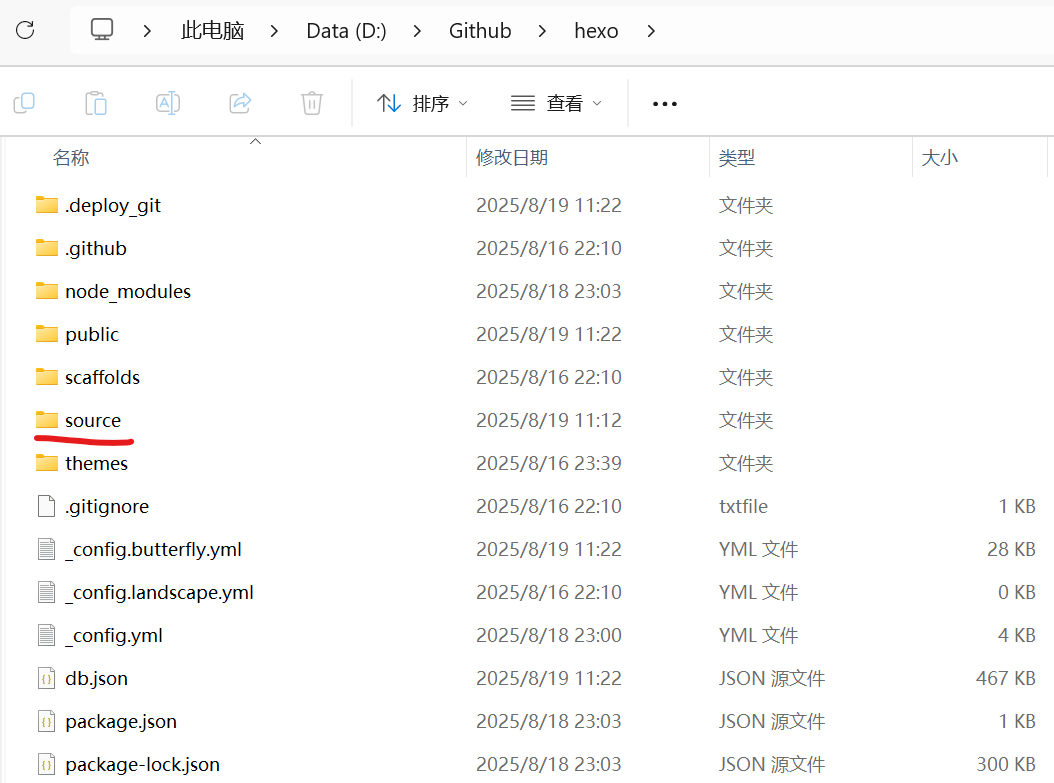 此电脑 > Data (D:) > Github > hexo >
排序 查看
名称 修改日期 类型 大小
.deploy_git 2025/8/19 11:22 文件夹
.github 2025/8/16 22:10 文件夹
node_modules 2025/8/18 23:03 文件夹
public 2025/8/19 11:22 文件夹
scaffolds 2025/8/16 22:10 文件夹
source 2025/8/19 11:12 文件夹
themes 2025/8/16 23:39 文件夹
.gitignore 2025/8/16 22:10 txtfile 1 KB
_config.butterfly.yml 2025/8/19 11:22 YML 文件 28 KB
_config.landscape.yml 2025/8/16 22:10 YML 文件 0 KB
_config.yml 2025/8/18 23:00 YML 文件 4 KB
db.json 2025/8/19 11:22 JSON 源文件 467 KB
package.json 2025/8/18 23:03 JSON 源文件 1 KB
package-lock.json 2025/8/18 23:03 JSON 源文件 300 KB